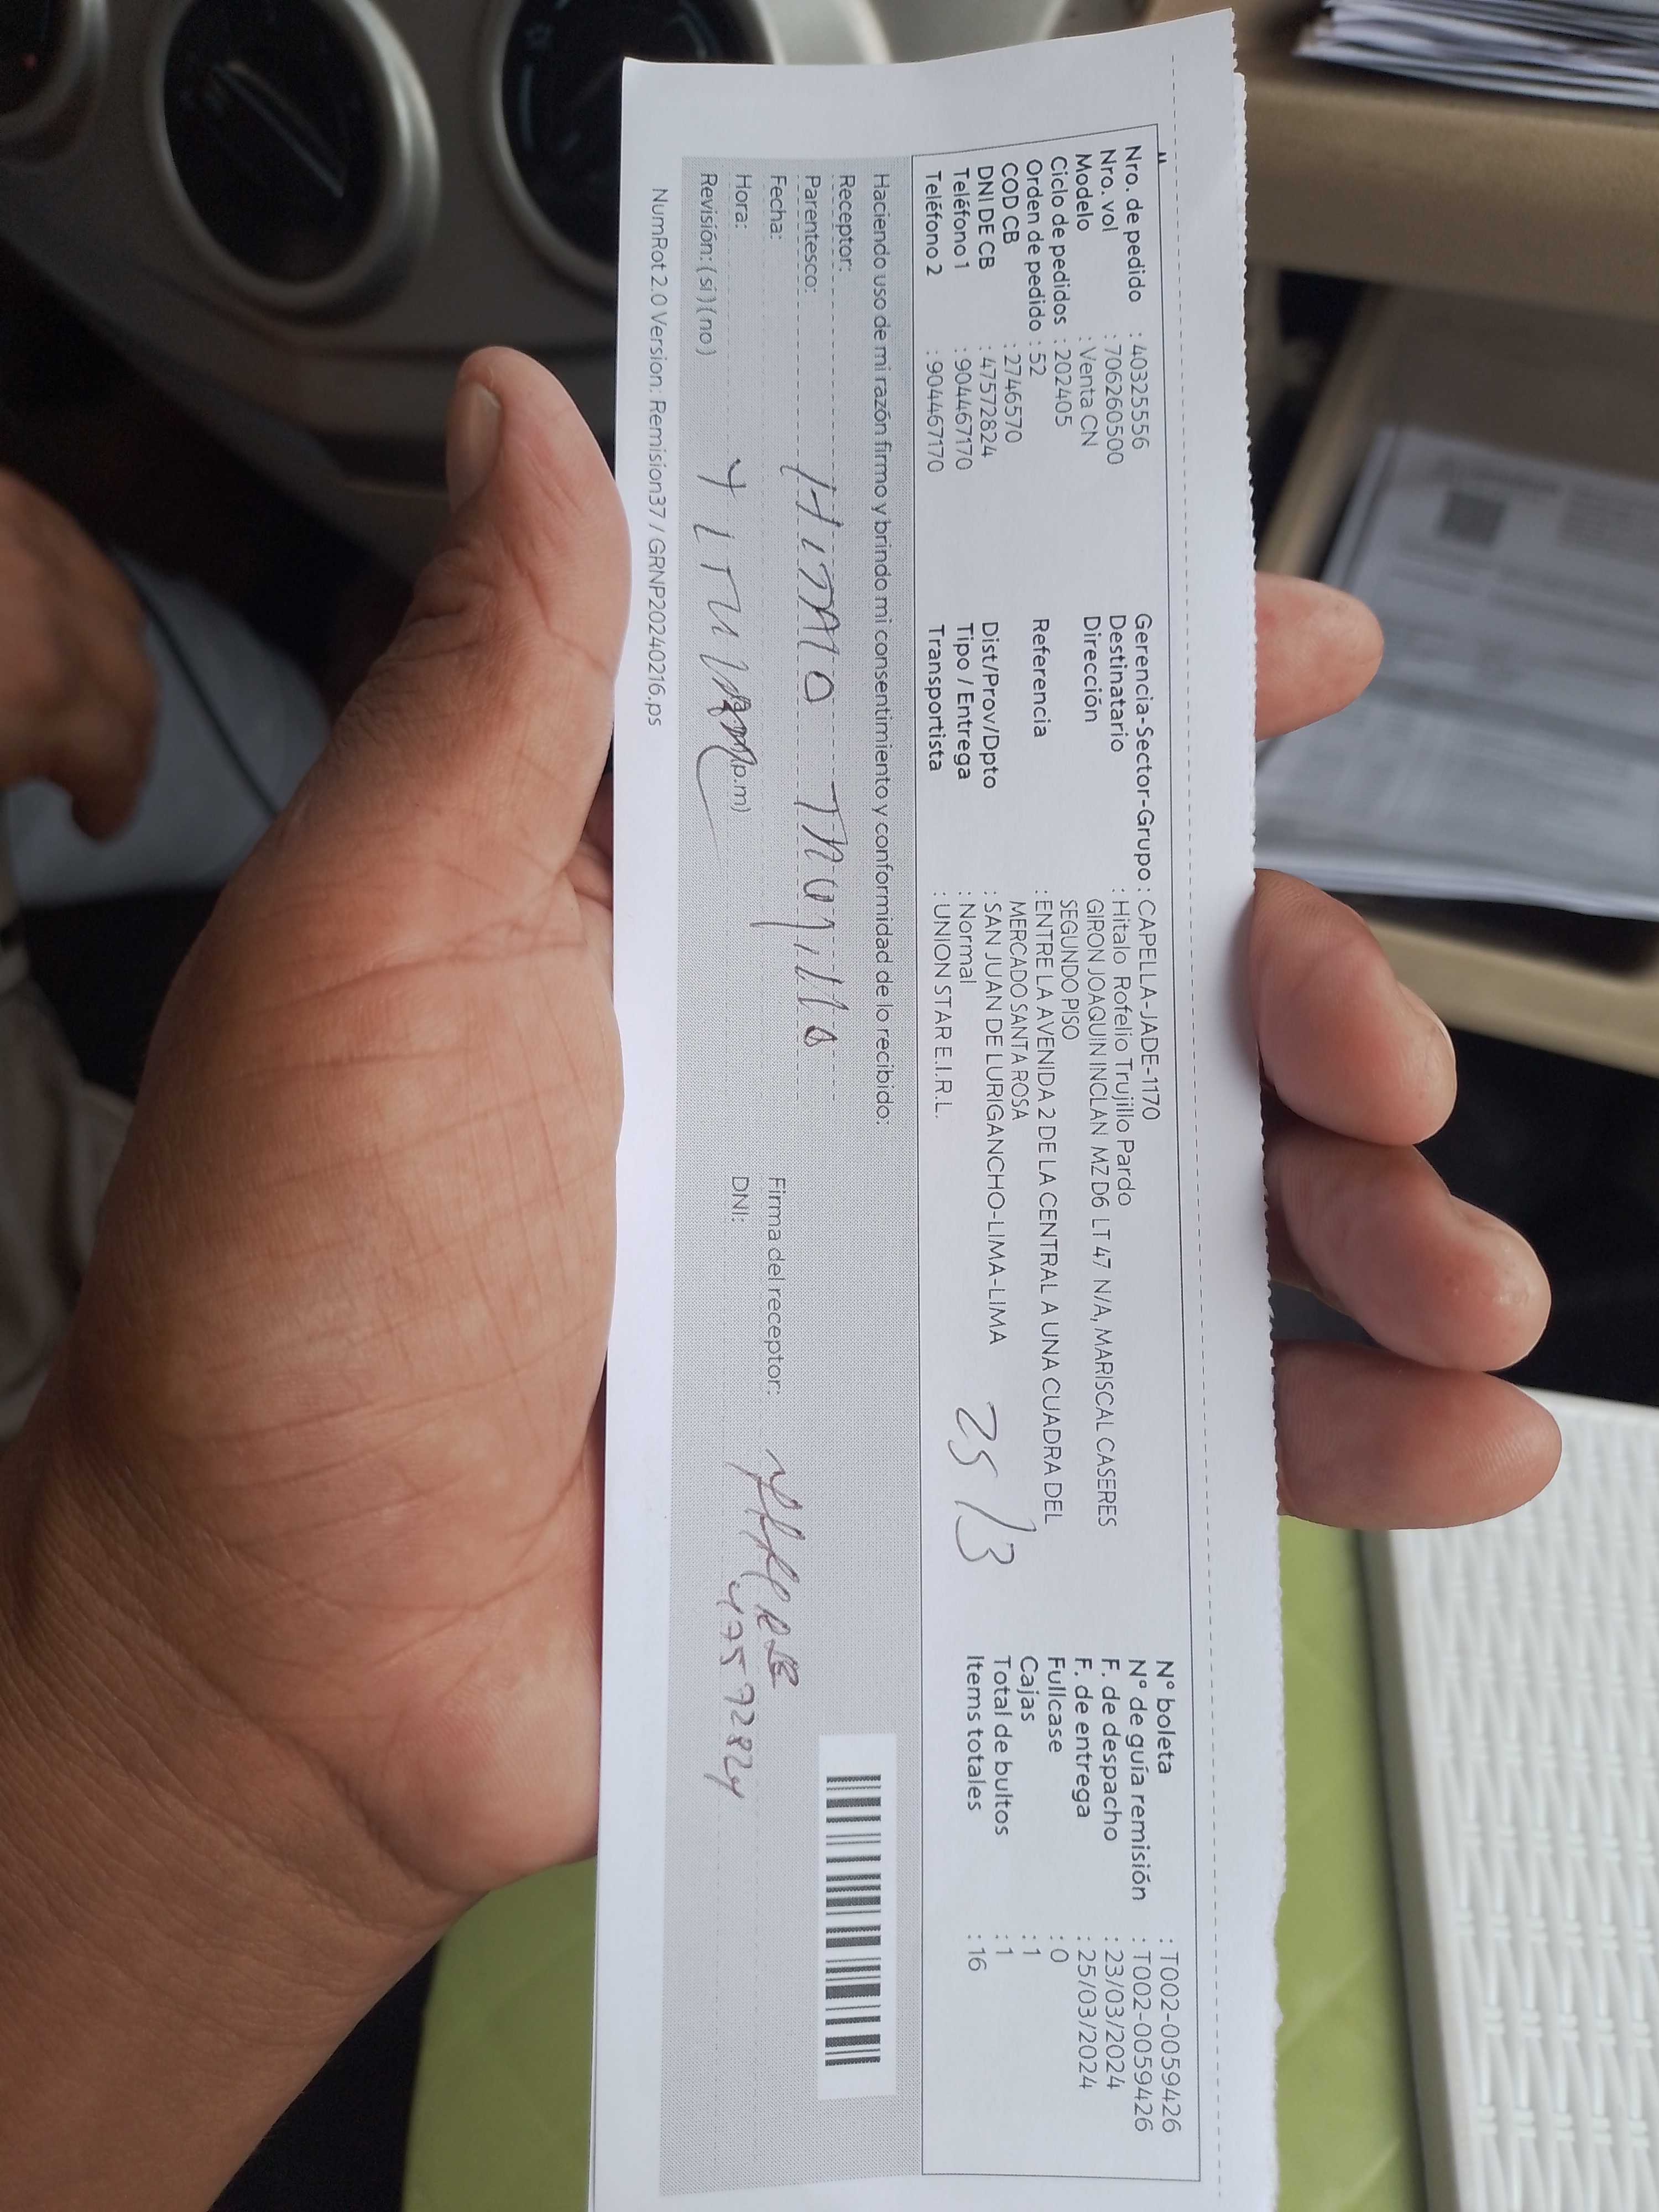 Nro. de pedido : 40325556
Nro. vol : 706260500
Modelo : Venta CN
Ciclo de pedidos : 202405
Orden de pedido : 52
COD CB : 2746570
DNI DE CB : 47572824
Teléfono 1 : 904467170
Teléfono 2 : 904467170
Gerencia-Sector-Grupo : CAPELLA-JADE-1170
Destinatario : Hitalo Rofelio Trujillo Pardo
Dirección GIRON JOAQUIN INCLAN MZ D6 LT 47 N/A, MARISCAL CASERES
SEGUNDO PISO
Referencia : ENTRE LA AVENIDA 2 DE LA CENTRAL A UNA CUADRA DEL
MERCADO SANTA ROSA
Dist/Prov/Dpto : SAN JUAN DE LURIGANCHO-LIMA-LIMA
Tipo / Entrega : Normal
Transportista : UNION STAR E.I.R.L.
25/3
N° boleta : T002-0059426
N° de guía remisión : T002-0059426
F. de despacho : 23/03/2024
F. de entrega : 25/03/2024
Fullcase : 0
Cajas : 1
Total de bultos : 1
Items totales : 16
Haciendo uso de mi razón firmo y brindo mi consentimiento y conformidad de lo recibido:
Receptor:
Parentesco: Trujillo
Fecha:
Hora: p.m)
Revisión: ( si ) ( no )
Firma del receptor:
DNI: 47572824
NumRot 2.0 Version: Remision37 / GRNP20240216.ps